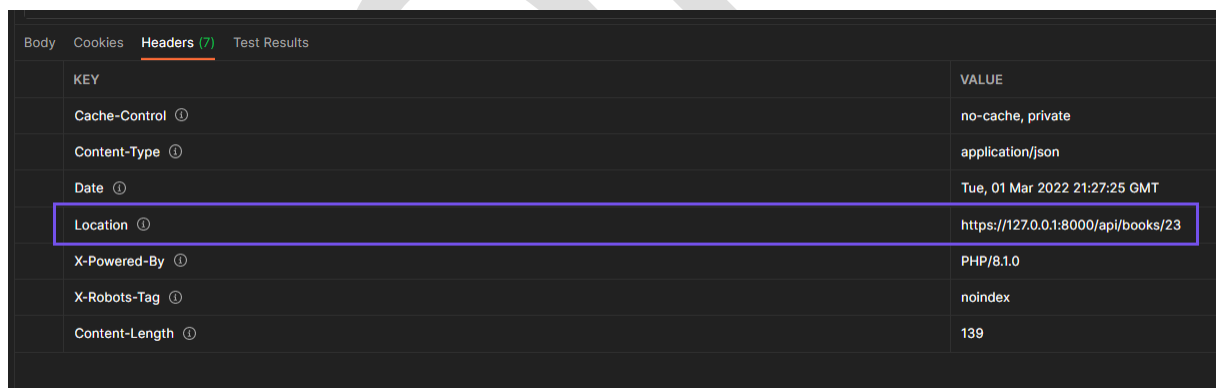 Body Cookies Headers (7) Test Results
KEY VALUE
Cache-Control no-cache, private
Content-Type application/json
Date Tue, 01 Mar 2022 21:27:25 GMT
Location https://127.0.0.1:8000/api/books/23
X-Powered-By PHP/8.1.0
X-Robots-Tag noindex
Content-Length 139